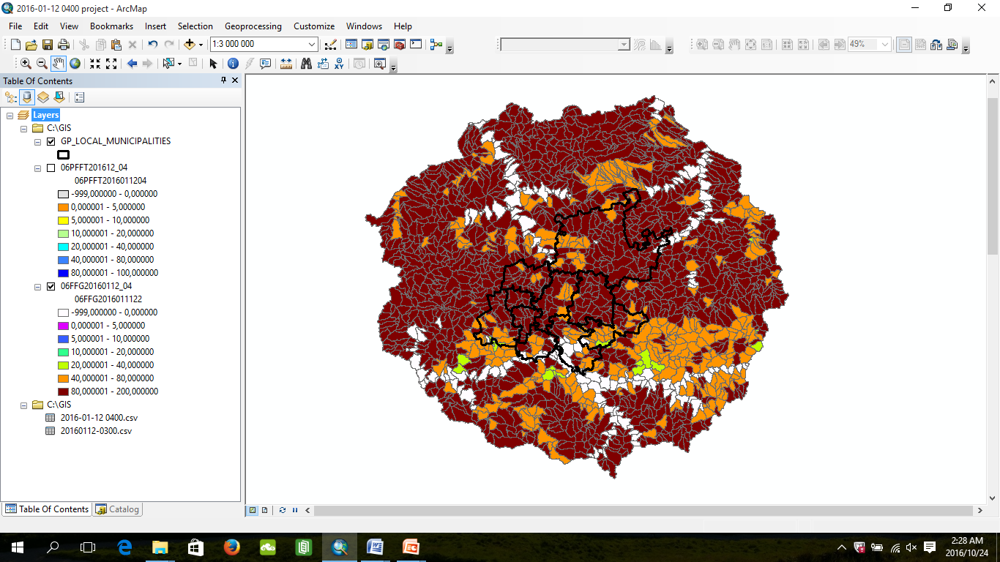 2016-01-12 0400 project - ArcMap
File Edit View Bookmarks Insert Selection Geoprocessing Customize Windows Help
1:3 000 000
49%
Table Of Contents
Layers
C:\GIS
GP_LOCAL_MUNICIPALITIES
06PFFT201612_04
06PFFT2016011204
-999,000000 - 0,000000
0,000001 - 5,000000
5,000001 - 10,000000
10,000001 - 20,000000
20,000001 - 40,000000
40,000001 - 80,000000
80,000001 - 100,000000
06FFG20160112_04
06FFG2016011122
-999,000000 - 0,000000
0,000001 - 5,000000
5,000001 - 10,000000
10,000001 - 20,000000
20,000001 - 40,000000
40,000001 - 80,000000
80,000001 - 200,000000
C:\GIS
2016-01-12 0400.csv
20160112-0300.csv
Table Of Contents Catalog
2:28 AM
2016/10/24